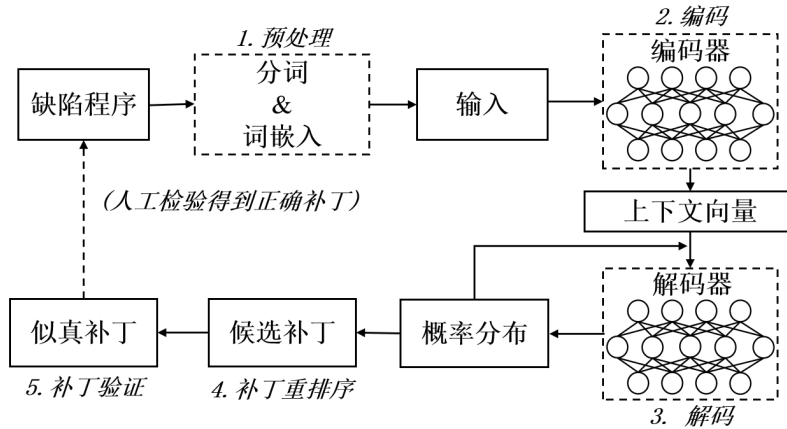 1.预处理
2.编码
缺陷程序
分词
&
词嵌入
输入
编码器
(人工检验得到正确补丁)
上下文向量
解码器
似真补丁
候选补丁
概率分布
5.补丁验证
4.补丁重排序
3. 解码